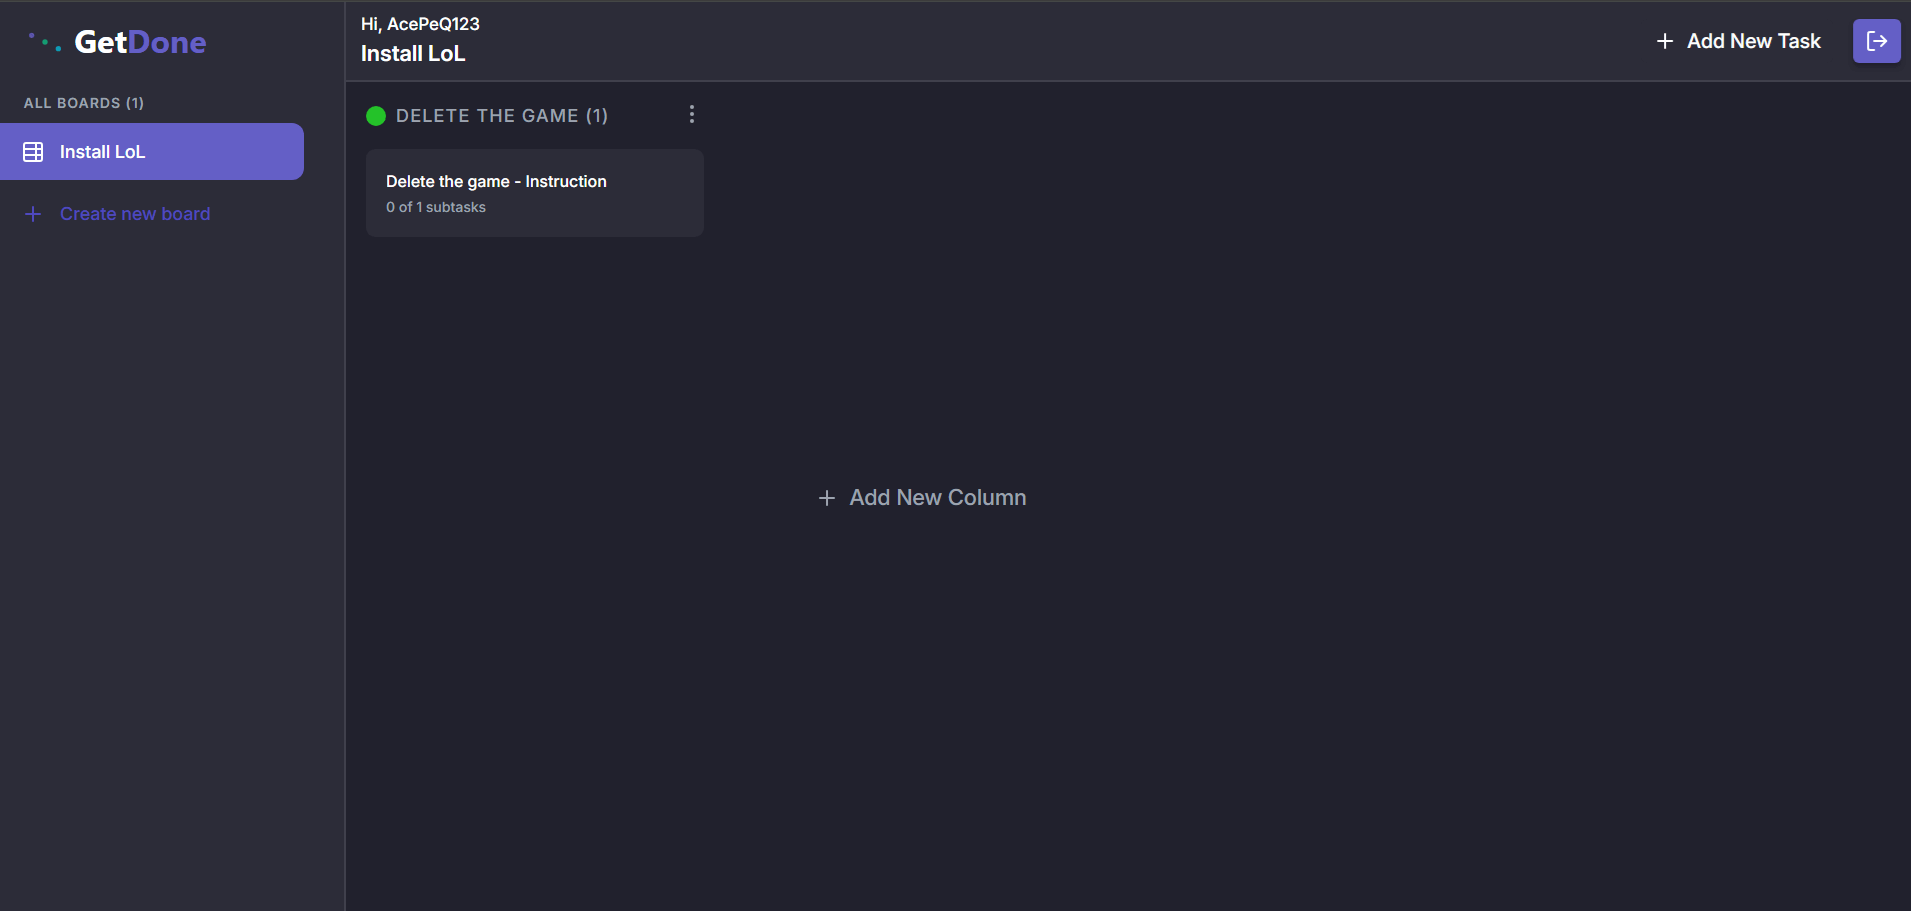 GetDone
ALL BOARDS (1)
Install LoL
Create new board
Hi, AcePeQ123
Install LoL
Add New Task
DELETE THE GAME (1)
Delete the game - Instruction
0 of 1 subtasks
Add New Column